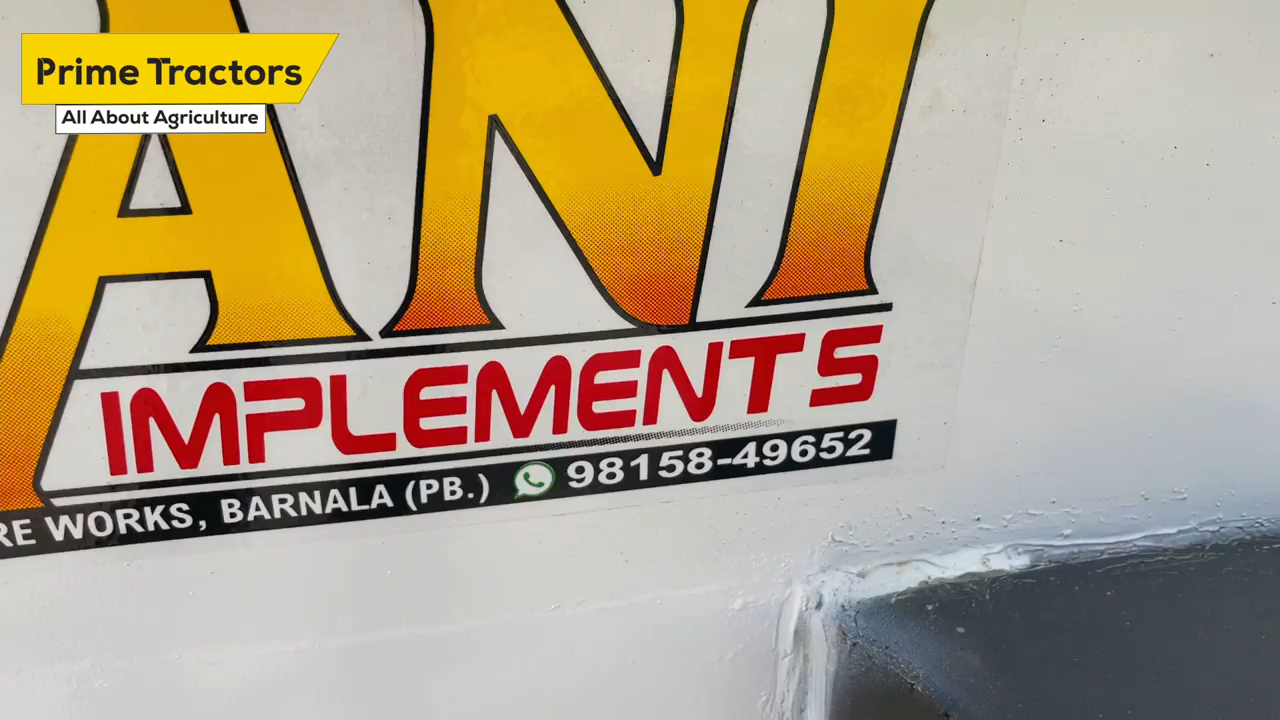 Prime Tractors
All About Agriculture
ANI
IMPLEMENTS
RE WORKS, BARNALA (PB.) 98158-49652